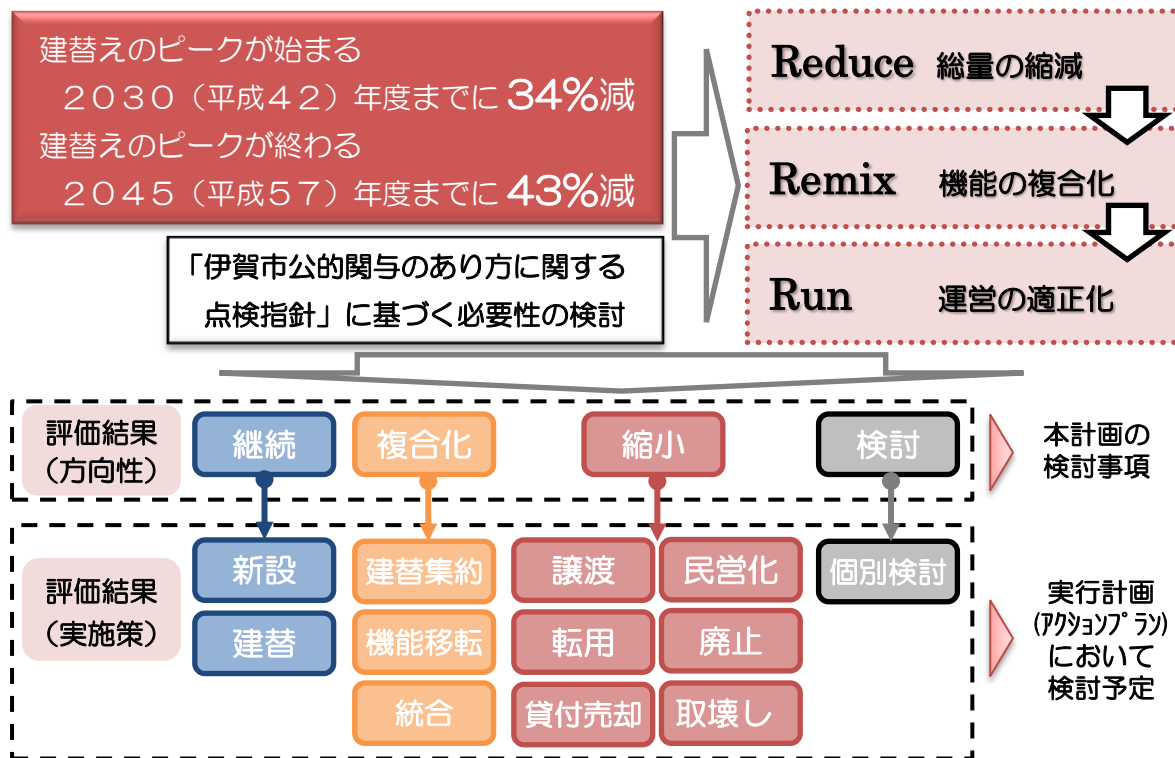 建替えのピークが始まる
２０３０（平成４２）年度までに 34%減
建替えのピークが終わる
２０４５（平成５７）年度までに 43%減
「伊賀市公的関与のあり方に関する
点検指針」に基づく必要性の検討
Reduce 総量の縮減
Remix 機能の複合化
Run 運営の適正化
評価結果
（方向性）
継続
複合化
縮小
検討
本計画の
検討事項
評価結果
（実施策）
新設
建替集約
譲渡
民営化
個別検討
建替
機能移転
転用
廃止
統合
貸付売却
取壊し
実行計画
(ｱｸｼｮﾝﾌﾟﾗﾝ)
において
検討予定